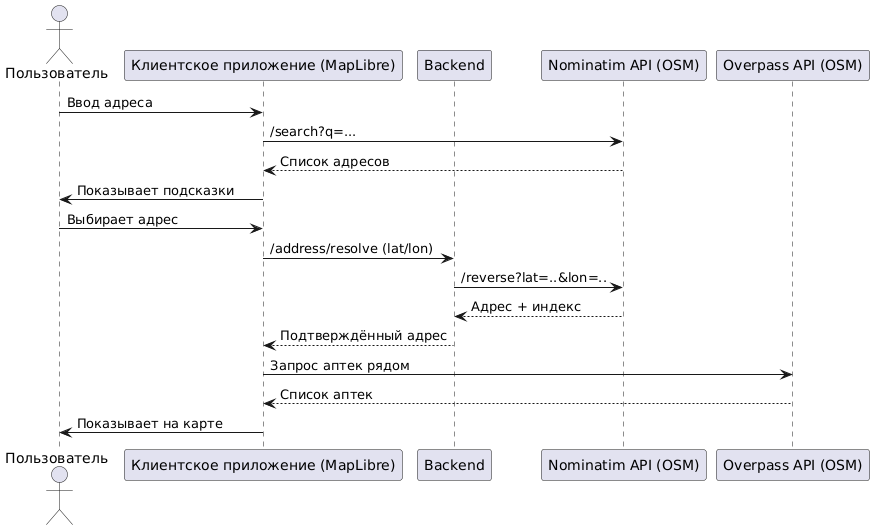 Пользователь
Клиентское приложение (MapLibre)
Backend
Nominatim API (OSM)
Overpass API (OSM)
Ввод адреса
/search?q=...
Список адресов
Показывает подсказки
Выбирает адрес
/address/resolve (lat/lon)
/reverse?lat=..&lon=..
Адрес + индекс
Подтверждённый адрес
Запрос аптек рядом
Список аптек
Показывает на карте
Пользователь
Клиентское приложение (MapLibre)
Backend
Nominatim API (OSM)
Overpass API (OSM)